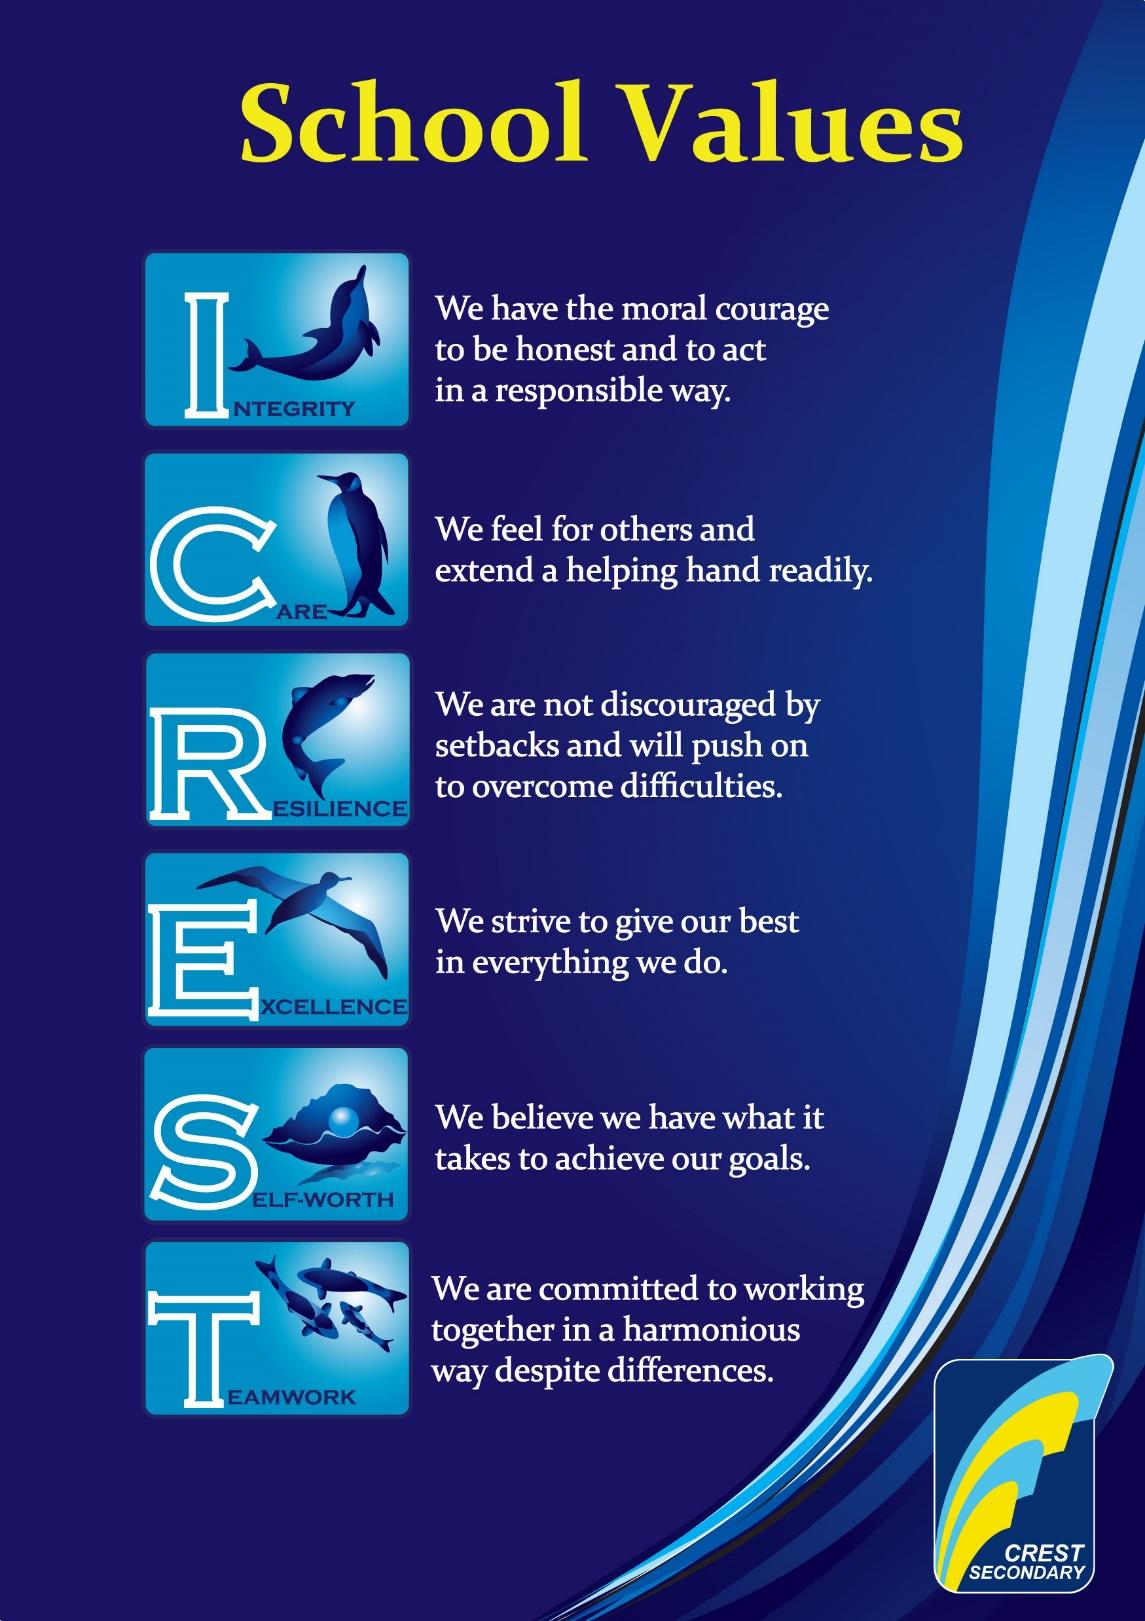 School Values
INTEGRITY
We have the moral courage
to be honest and to act
in a responsible way.
CARE
We feel for others and
extend a helping hand readily.
RESILIENCE
We are not discouraged by
setbacks and will push on
to overcome difficulties.
EXCELLENCE
We strive to give our best
in everything we do.
SELF-WORTH
We believe we have what it
takes to achieve our goals.
TEAMWORK
We are committed to working
together in a harmonious
way despite differences.
CREST
SECONDARY